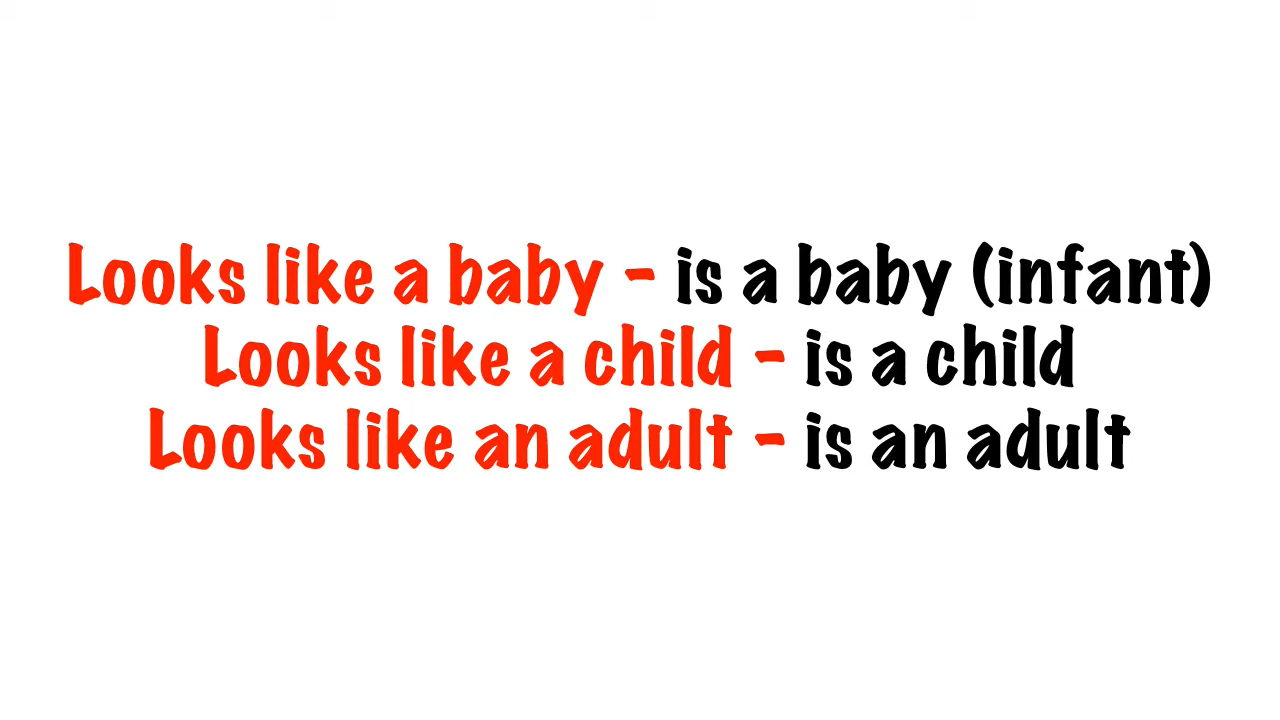 Looks like a baby - is a baby (infant)
Looks like a child - is a child
Looks like an adult - is an adult